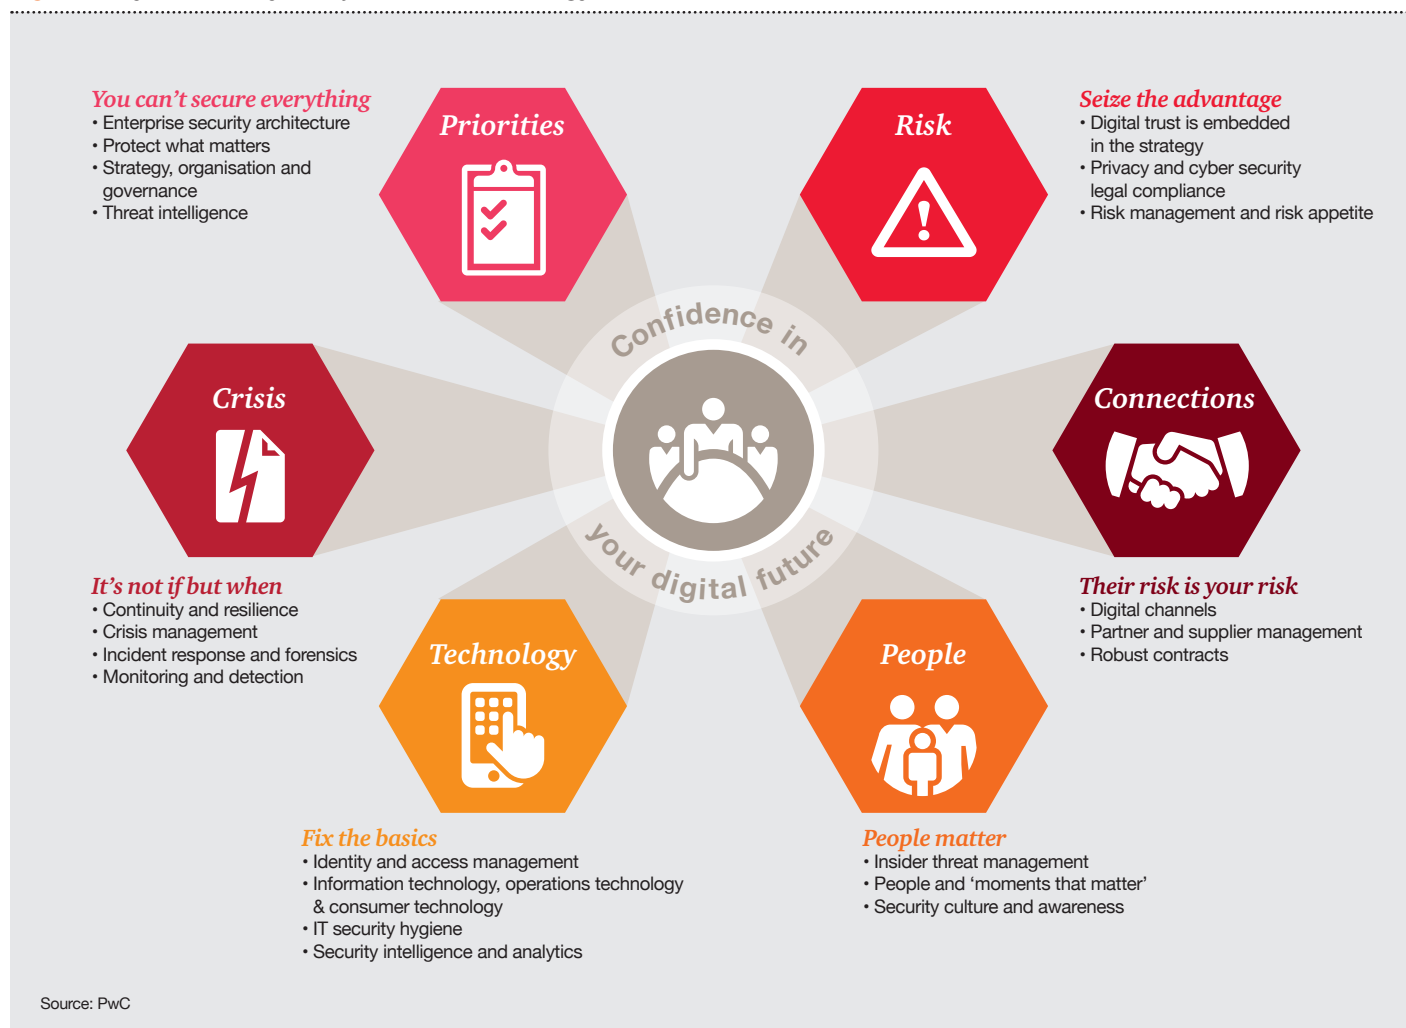 You can't secure everything
• Enterprise security architecture
• Protect what matters
• Strategy, organisation and
governance
• Threat intelligence
Priorities
Risk
Seize the advantage
• Digital trust is embedded
in the strategy
• Privacy and cyber security
legal compliance
• Risk management and risk appetite
Confidence in
your digital future
Crisis
It's not if but when
• Continuity and resilience
• Crisis management
• Incident response and forensics
• Monitoring and detection
Connections
Their risk is your risk
• Digital channels
• Partner and supplier management
• Robust contracts
Technology
Fix the basics
• Identity and access management
• Information technology, operations technology
& consumer technology
• IT security hygiene
• Security intelligence and analytics
People
People matter
• Insider threat management
• People and ‘moments that matter’
• Security culture and awareness
Source: PwC